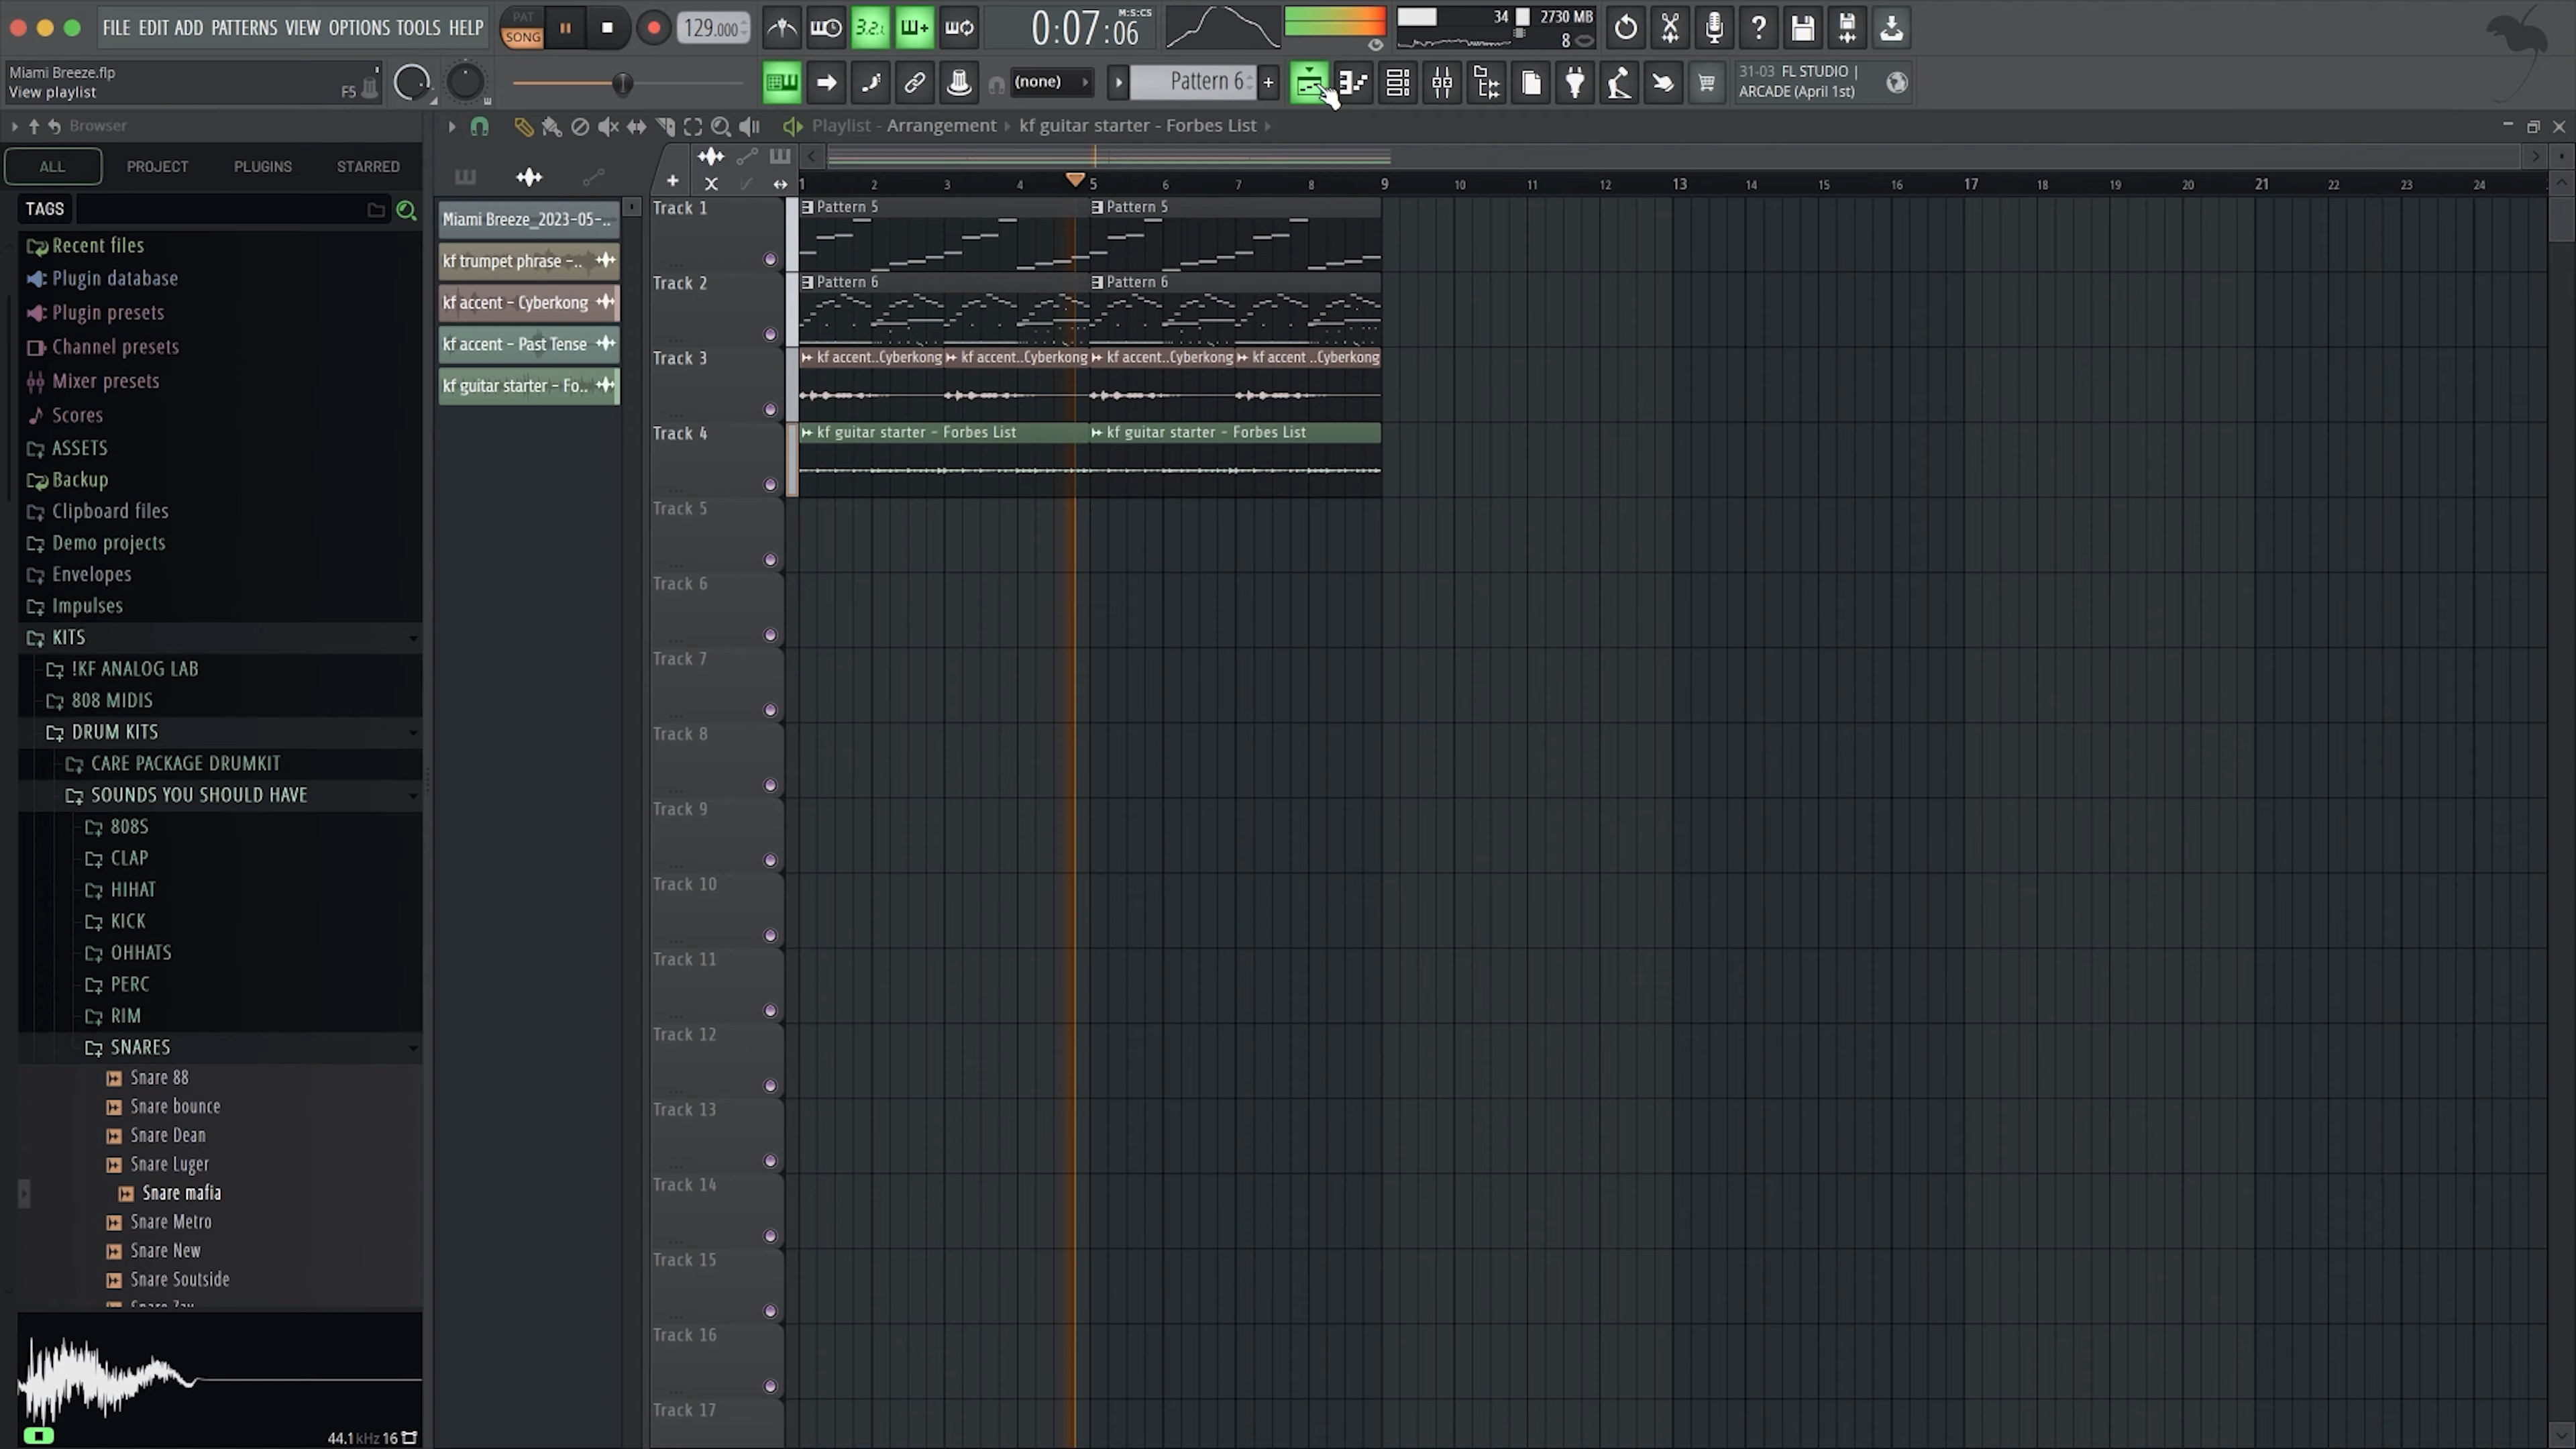 FILE EDIT ADD PATTERNS VIEW OPTIONS TOOLS HELP
PAT
SONG
129.000
3.2.1
0:07:06
M:S:CS
34
2730 MB
8
Miami Breeze.flp
View playlist
F5
(none)
Pattern 6
31-03 FL STUDIO |
ARCADE (April 1st)
Browser
Playlist - Arrangement
kf guitar starter - Forbes List
ALL
PROJECT
PLUGINS
STARRED
TAGS
Recent files
Plugin database
Plugin presets
Channel presets
Mixer presets
Scores
ASSETS
Backup
Clipboard files
Demo projects
Envelopes
Impulses
KITS
!KF ANALOG LAB
808 MIDIS
DRUM KITS
CARE PACKAGE DRUMKIT
SOUNDS YOU SHOULD HAVE
808S
CLAP
HIHAT
KICK
OHHATS
PERC
RIM
SNARES
Snare 88
Snare bounce
Snare Dean
Snare Luger
Snare mafia
Snare Metro
Snare New
Snare Soutside
44.1kHz 16
Miami Breeze_2023-05-..
kf trumpet phrase -..
kf accent - Cyberkong
kf accent - Past Tense
kf guitar starter - Fo..
1 2 3 4 5 6 7 8 9 10 11 12 13 14 15 16 17 18 19 20 21 22 23 24
Track 1
Pattern 5
Pattern 5
Track 2
Pattern 6
Pattern 6
Track 3
kf accent..Cyberkong
kf accent..Cyberkong
kf accent..Cyberkong
kf accent ..Cyberkong
Track 4
kf guitar starter - Forbes List
kf guitar starter - Forbes List
Track 5
Track 6
Track 7
Track 8
Track 9
Track 10
Track 11
Track 12
Track 13
Track 14
Track 15
Track 16
Track 17